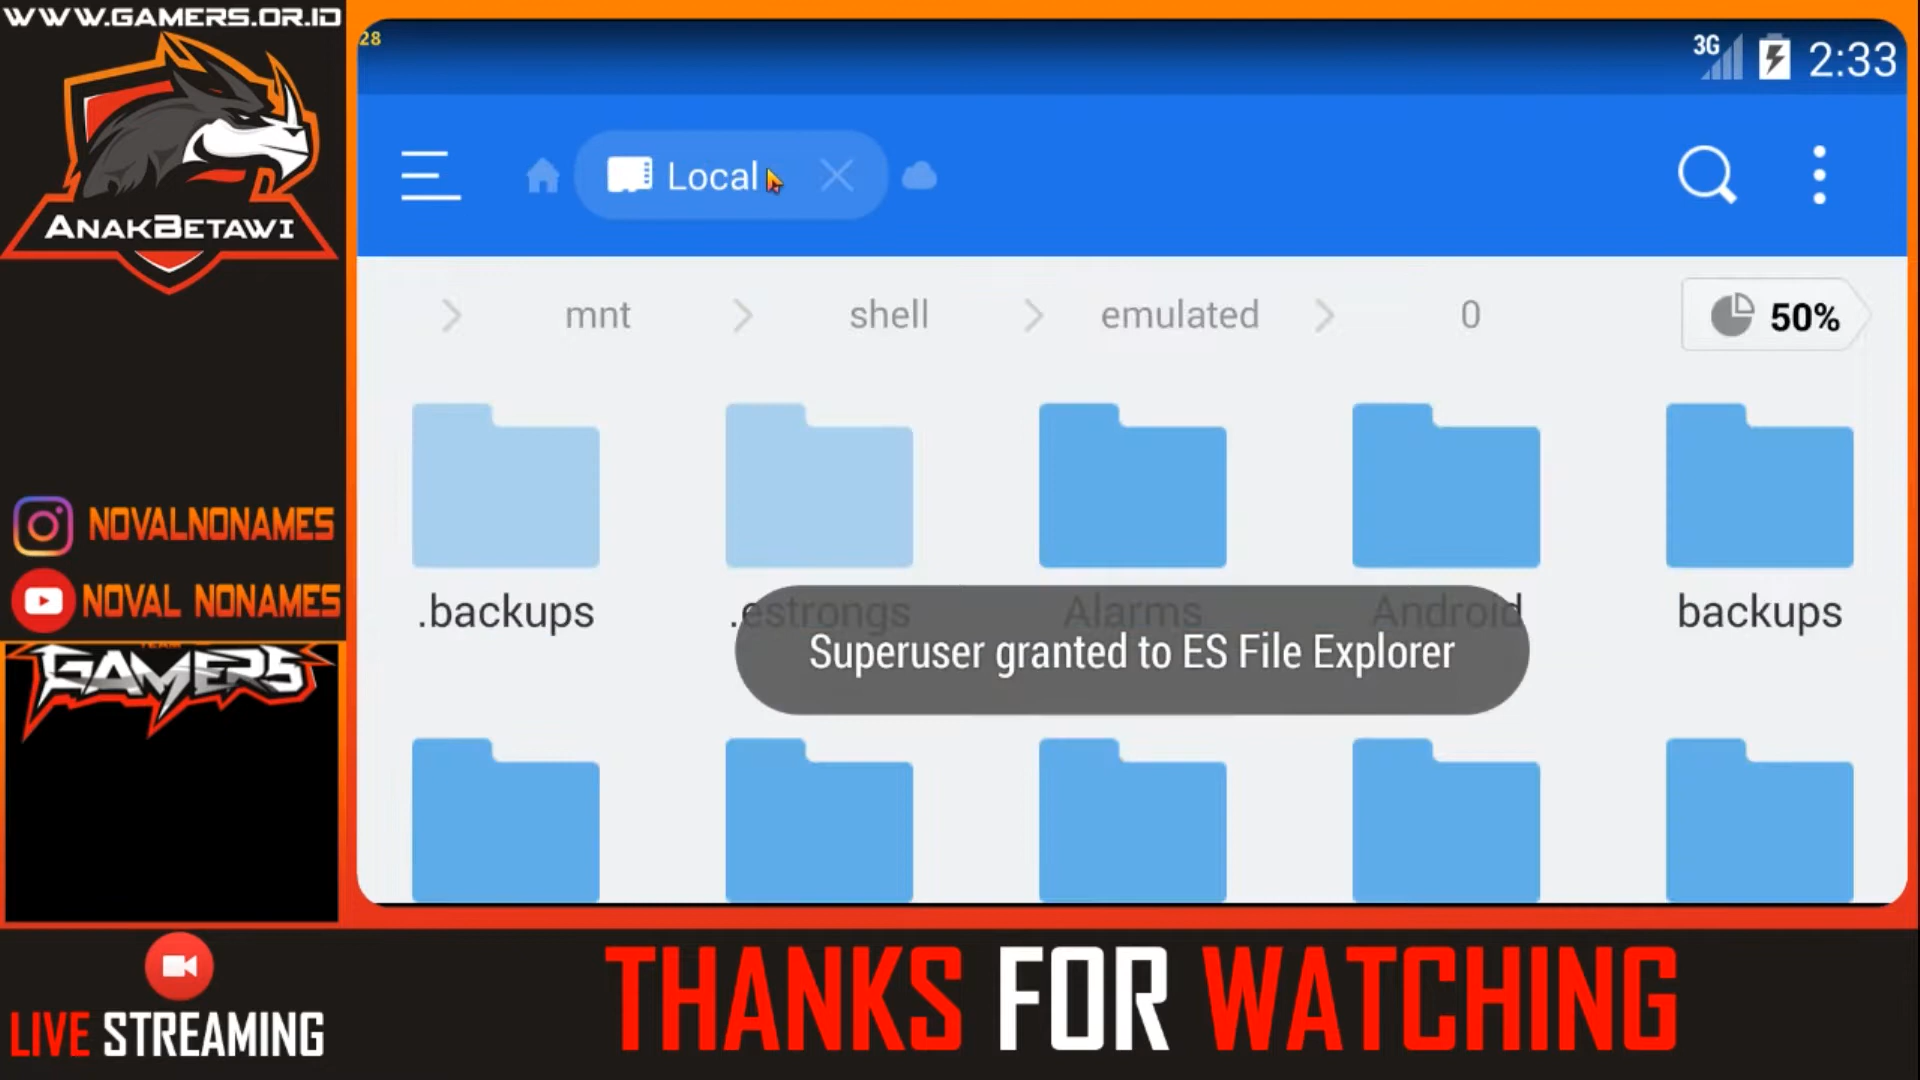 WWW.GAMERS.OR.ID
ANAKBETAWI
NOVALNONAMES
NOVAL NONAMES
TEAM
GAMERS
LIVE STREAMING
28
3G
2:33
Local
mnt
shell
emulated
0
50%
.backups
.estrongs
Alarms
Android
backups
Superuser granted to ES File Explorer
THANKS FOR WATCHING